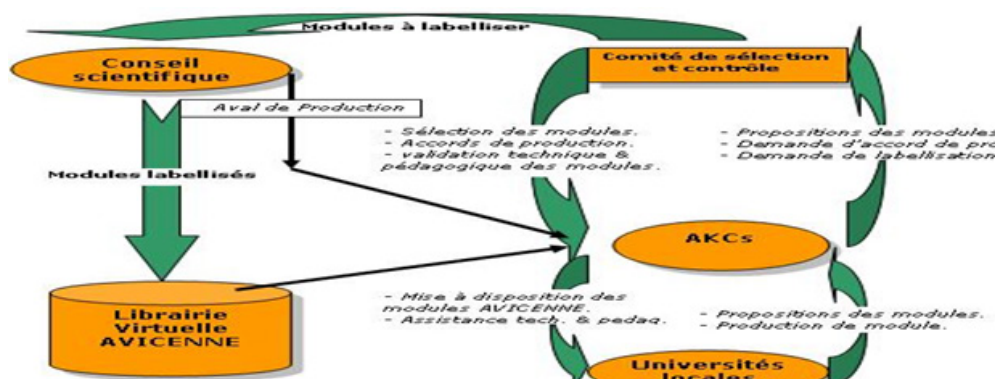 Modules à labelliser
Conseil
scientifique
Comité de sélection
et contrôle
Aval de Production
- Sélection des modules.
- Accords de production.
- validation technique &
pédagogique des modules.
- Propositions des modules
- Demande d'accord de pro
- Demande de labellisation
Modules labellisés
AKCs
- Mise à disposition des
modules AVICENNE.
- Assistance tech. & pedaq.
- Propositions des modules.
- Production de module.
Librairie
Virtuelle
AVICENNE
Universités
locales